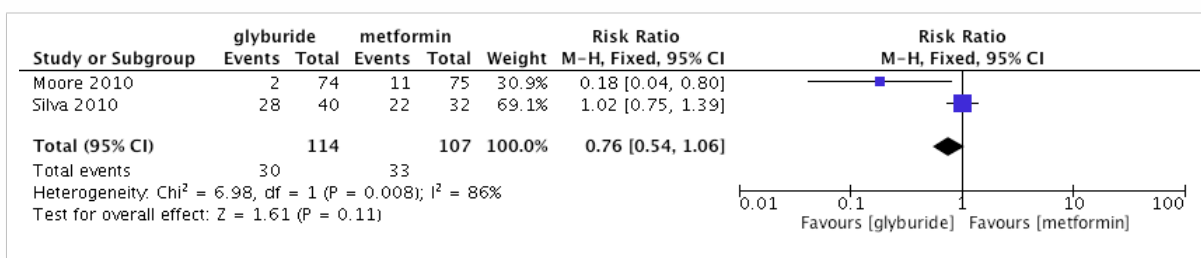 glyburide metformin Risk Ratio Risk Ratio
Study or Subgroup Events Total Events Total Weight M-H, Fixed, 95% CI M-H, Fixed, 95% CI
Moore 2010 2 74 11 75 30.9% 0.18 [0.04, 0.80]
Silva 2010 28 40 22 32 69.1% 1.02 [0.75, 1.39]
Total (95% CI) 114 107 100.0% 0.76 [0.54, 1.06]
Total events 30 33
Heterogeneity: Chi² = 6.98, df = 1 (P = 0.008); I² = 86%
Test for overall effect: Z = 1.61 (P = 0.11)
0.01 0.1 1 10 100
Favours [glyburide] Favours [metformin]